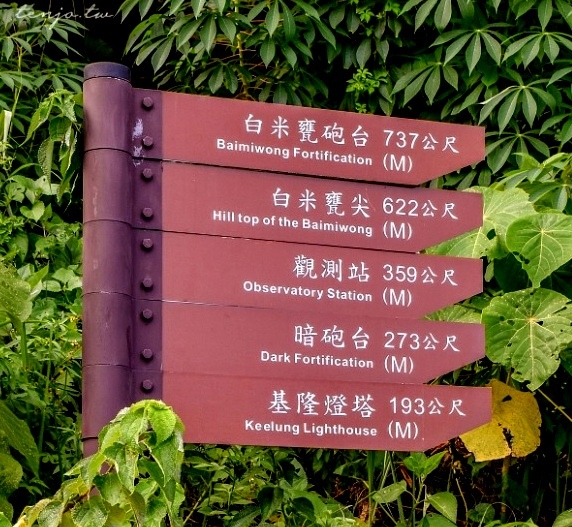 tenjo.tw
白米甕砲台 737公尺
Baimiwong Fortification (M)
白米甕尖 622公尺
Hill top of the Baimiwong (M)
觀測站 359公尺
Observatory Station (M)
暗砲台 273公尺
Dark Fortification (M)
基隆燈塔 193公尺
Keelung Lighthouse (M)